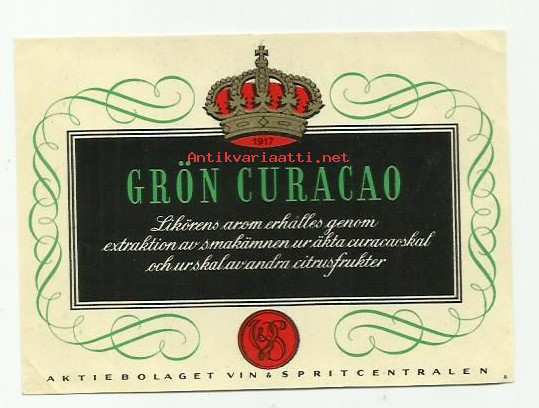 1917
Antikvariaatti.net
GRÖN CURACAO
Likörens arom erhålles genom
extraktion av smakämnen ur äkta curacaoskal
och ur skal av andra citrusfrukter
AKTIEBOLAGET VIN & SPRITCENTRALEN